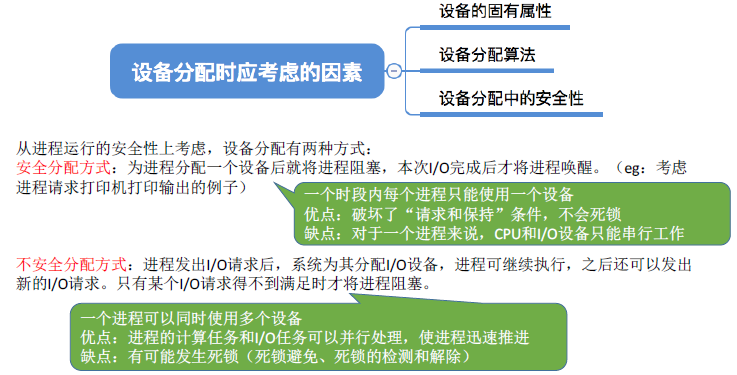 设备的固有属性
设备分配时应考虑的因素
设备分配算法
设备分配中的安全性
从进程运行的安全性上考虑，设备分配有两种方式：
安全分配方式：为进程分配一个设备后就将进程阻塞，本次I/O完成后才将进程唤醒。（eg：考虑
进程请求打印机打印输出的例子）
一个时段内每个进程只能使用一个设备
优点：破坏了“请求和保持”条件，不会死锁
缺点：对于一个进程来说，CPU和I/O设备只能串行工作
不安全分配方式：进程发出I/O请求后，系统为其分配I/O设备，进程可继续执行，之后还可以发出
新的I/O请求。只有某个I/O请求得不到满足时才将进程阻塞。
一个进程可以同时使用多个设备
优点：进程的计算任务和I/O任务可以并行处理，使进程迅速推进
缺点：有可能发生死锁（死锁避免、死锁的检测和解除）